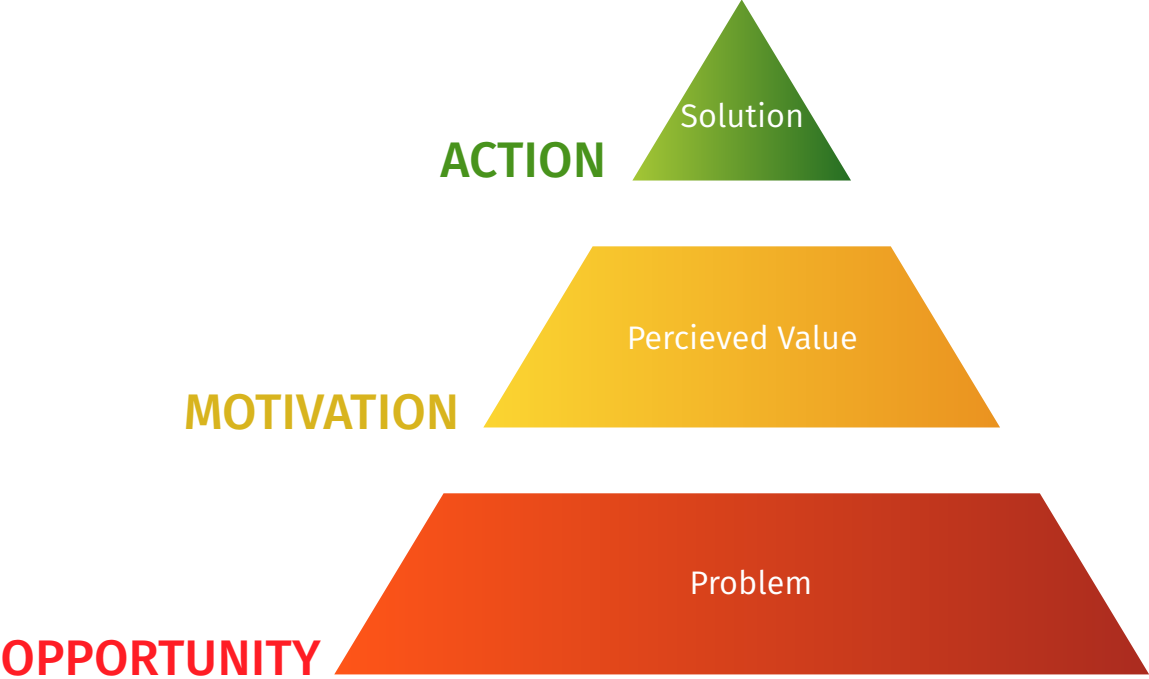 Solution
ACTION
Percieved Value
MOTIVATION
Problem
OPPORTUNITY